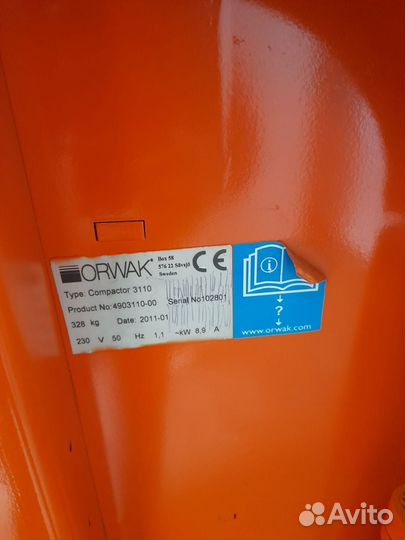 ORWAK
Box 58
576 22 Sävsjö
Sweden
CE
Type: Compactor 3110
Product No: 4903110-00 Serial No 102801
328 kg Date: 2011-01
230 V 50 Hz 1,1 ~kW 8,9 A
i
?
www.orwak.com
Avito